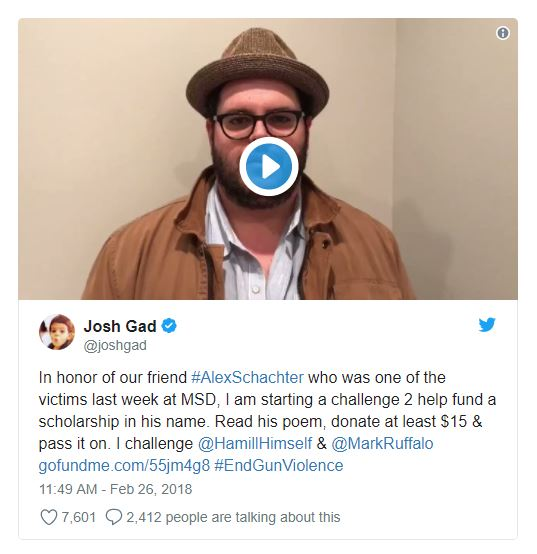 Josh Gad
@joshgad
In honor of our friend #AlexSchachter who was one of the
victims last week at MSD, I am starting a challenge 2 help fund a
scholarship in his name. Read his poem, donate at least $15 &
pass it on. I challenge @HamillHimself & @MarkRuffalo
gofundme.com/55jm4g8 #EndGunViolence
11:49 AM - Feb 26, 2018
7,601 2,412 people are talking about this